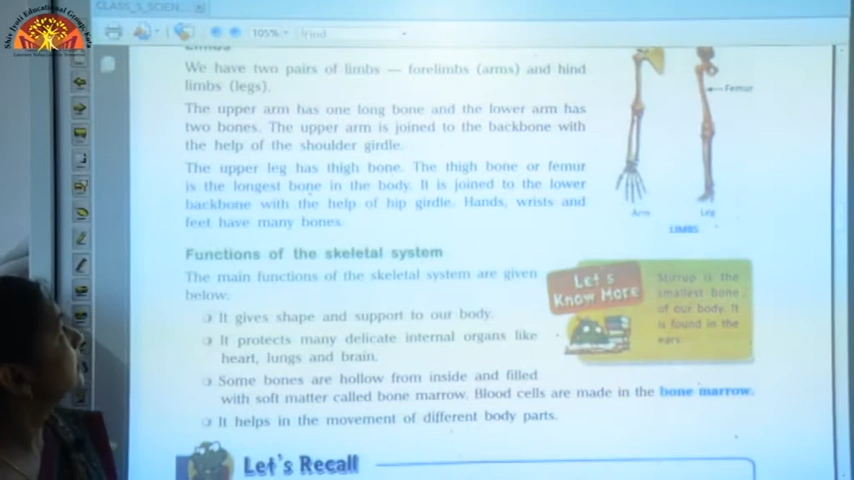 CLASS_5_SCIEN...
Shiv Jyoti Educational Group, Kota
105%
Find
Limbs
We have two pairs of limbs — forelimbs (arms) and hind
limbs (legs).
The upper arm has one long bone and the lower arm has
two bones. The upper arm is joined to the backbone with
the help of the shoulder girdle.
The upper leg has thigh bone. The thigh bone or femur
is the longest bone in the body. It is joined to the lower
backbone with the help of hip girdle. Hands, wrists and
feet have many bones.
Femur
Arm
Leg
LIMBS
Functions of the skeletal system
The main functions of the skeletal system are given
below.
❍ It gives shape and support to our body.
❍ It protects many delicate internal organs like
heart, lungs and brain.
❍ Some bones are hollow from inside and filled
with soft matter called bone marrow. Blood cells are made in the bone marrow.
❍ It helps in the movement of different body parts.
Let's
Know More
Stirrup is the
smallest bone
of our body. It
is found in the
ears.
Let's Recall